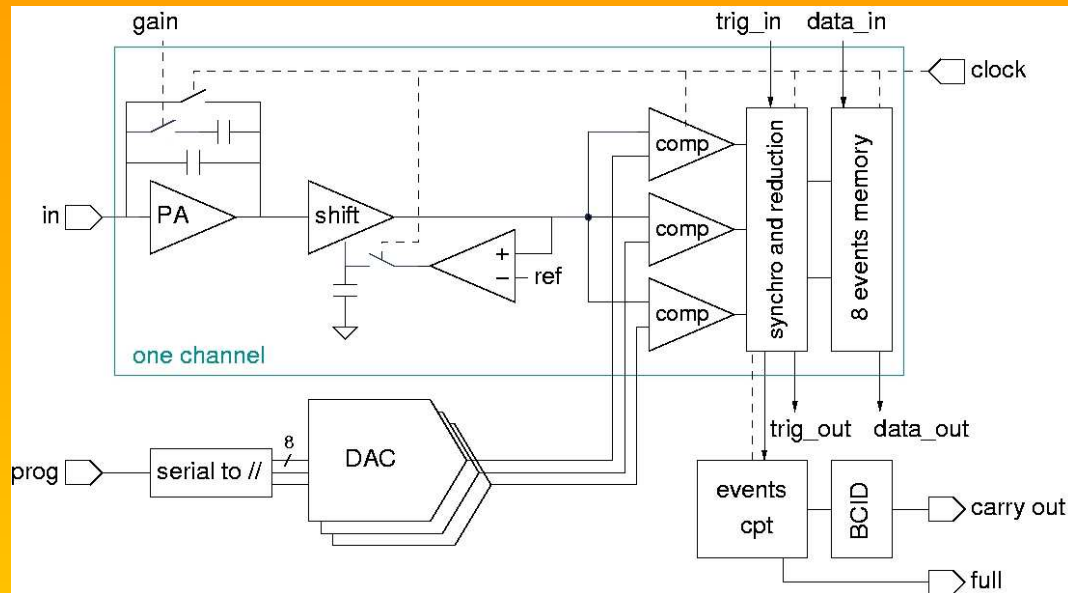 gain
trig_in
data_in
clock
comp
in
PA
shift
comp
+
−
ref
comp
synchro and reduction
8 events memory
one channel
trig_out
data_out
8
DAC
prog
serial to //
events
cpt
BCID
carry out
full